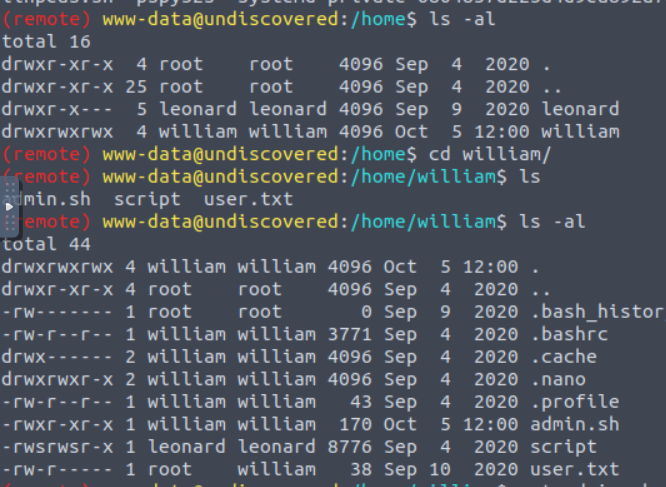 (remote) www-data@undiscovered:/home$ ls -al
total 16
drwxr-xr-x  4 root    root    4096 Sep  4  2020 .
drwxr-xr-x 25 root    root    4096 Sep  4  2020 ..
drwxr-x---  5 leonard leonard 4096 Sep  9  2020 leonard
drwxrwxrwx  4 william william 4096 Oct  5 12:00 william
(remote) www-data@undiscovered:/home$ cd william/
(remote) www-data@undiscovered:/home/william$ ls
admin.sh  script  user.txt
(remote) www-data@undiscovered:/home/william$ ls -al
total 44
drwxrwxrwx 4 william william 4096 Oct  5 12:00 .
drwxr-xr-x 4 root    root    4096 Sep  4  2020 ..
-rw------- 1 root    root       0 Sep  9  2020 .bash_histor
-rw-r--r-- 1 william william 3771 Sep  4  2020 .bashrc
drwx------ 2 william william 4096 Sep  4  2020 .cache
drwxrwxr-x 2 william william 4096 Sep  4  2020 .nano
-rw-r--r-- 1 william william   43 Sep  4  2020 .profile
-rwxr-xr-x 1 william william  170 Oct  5 12:00 admin.sh
-rwsrwsr-x 1 leonard leonard 8776 Sep  4  2020 script
-rw-r----- 1 root    william   38 Sep 10  2020 user.txt